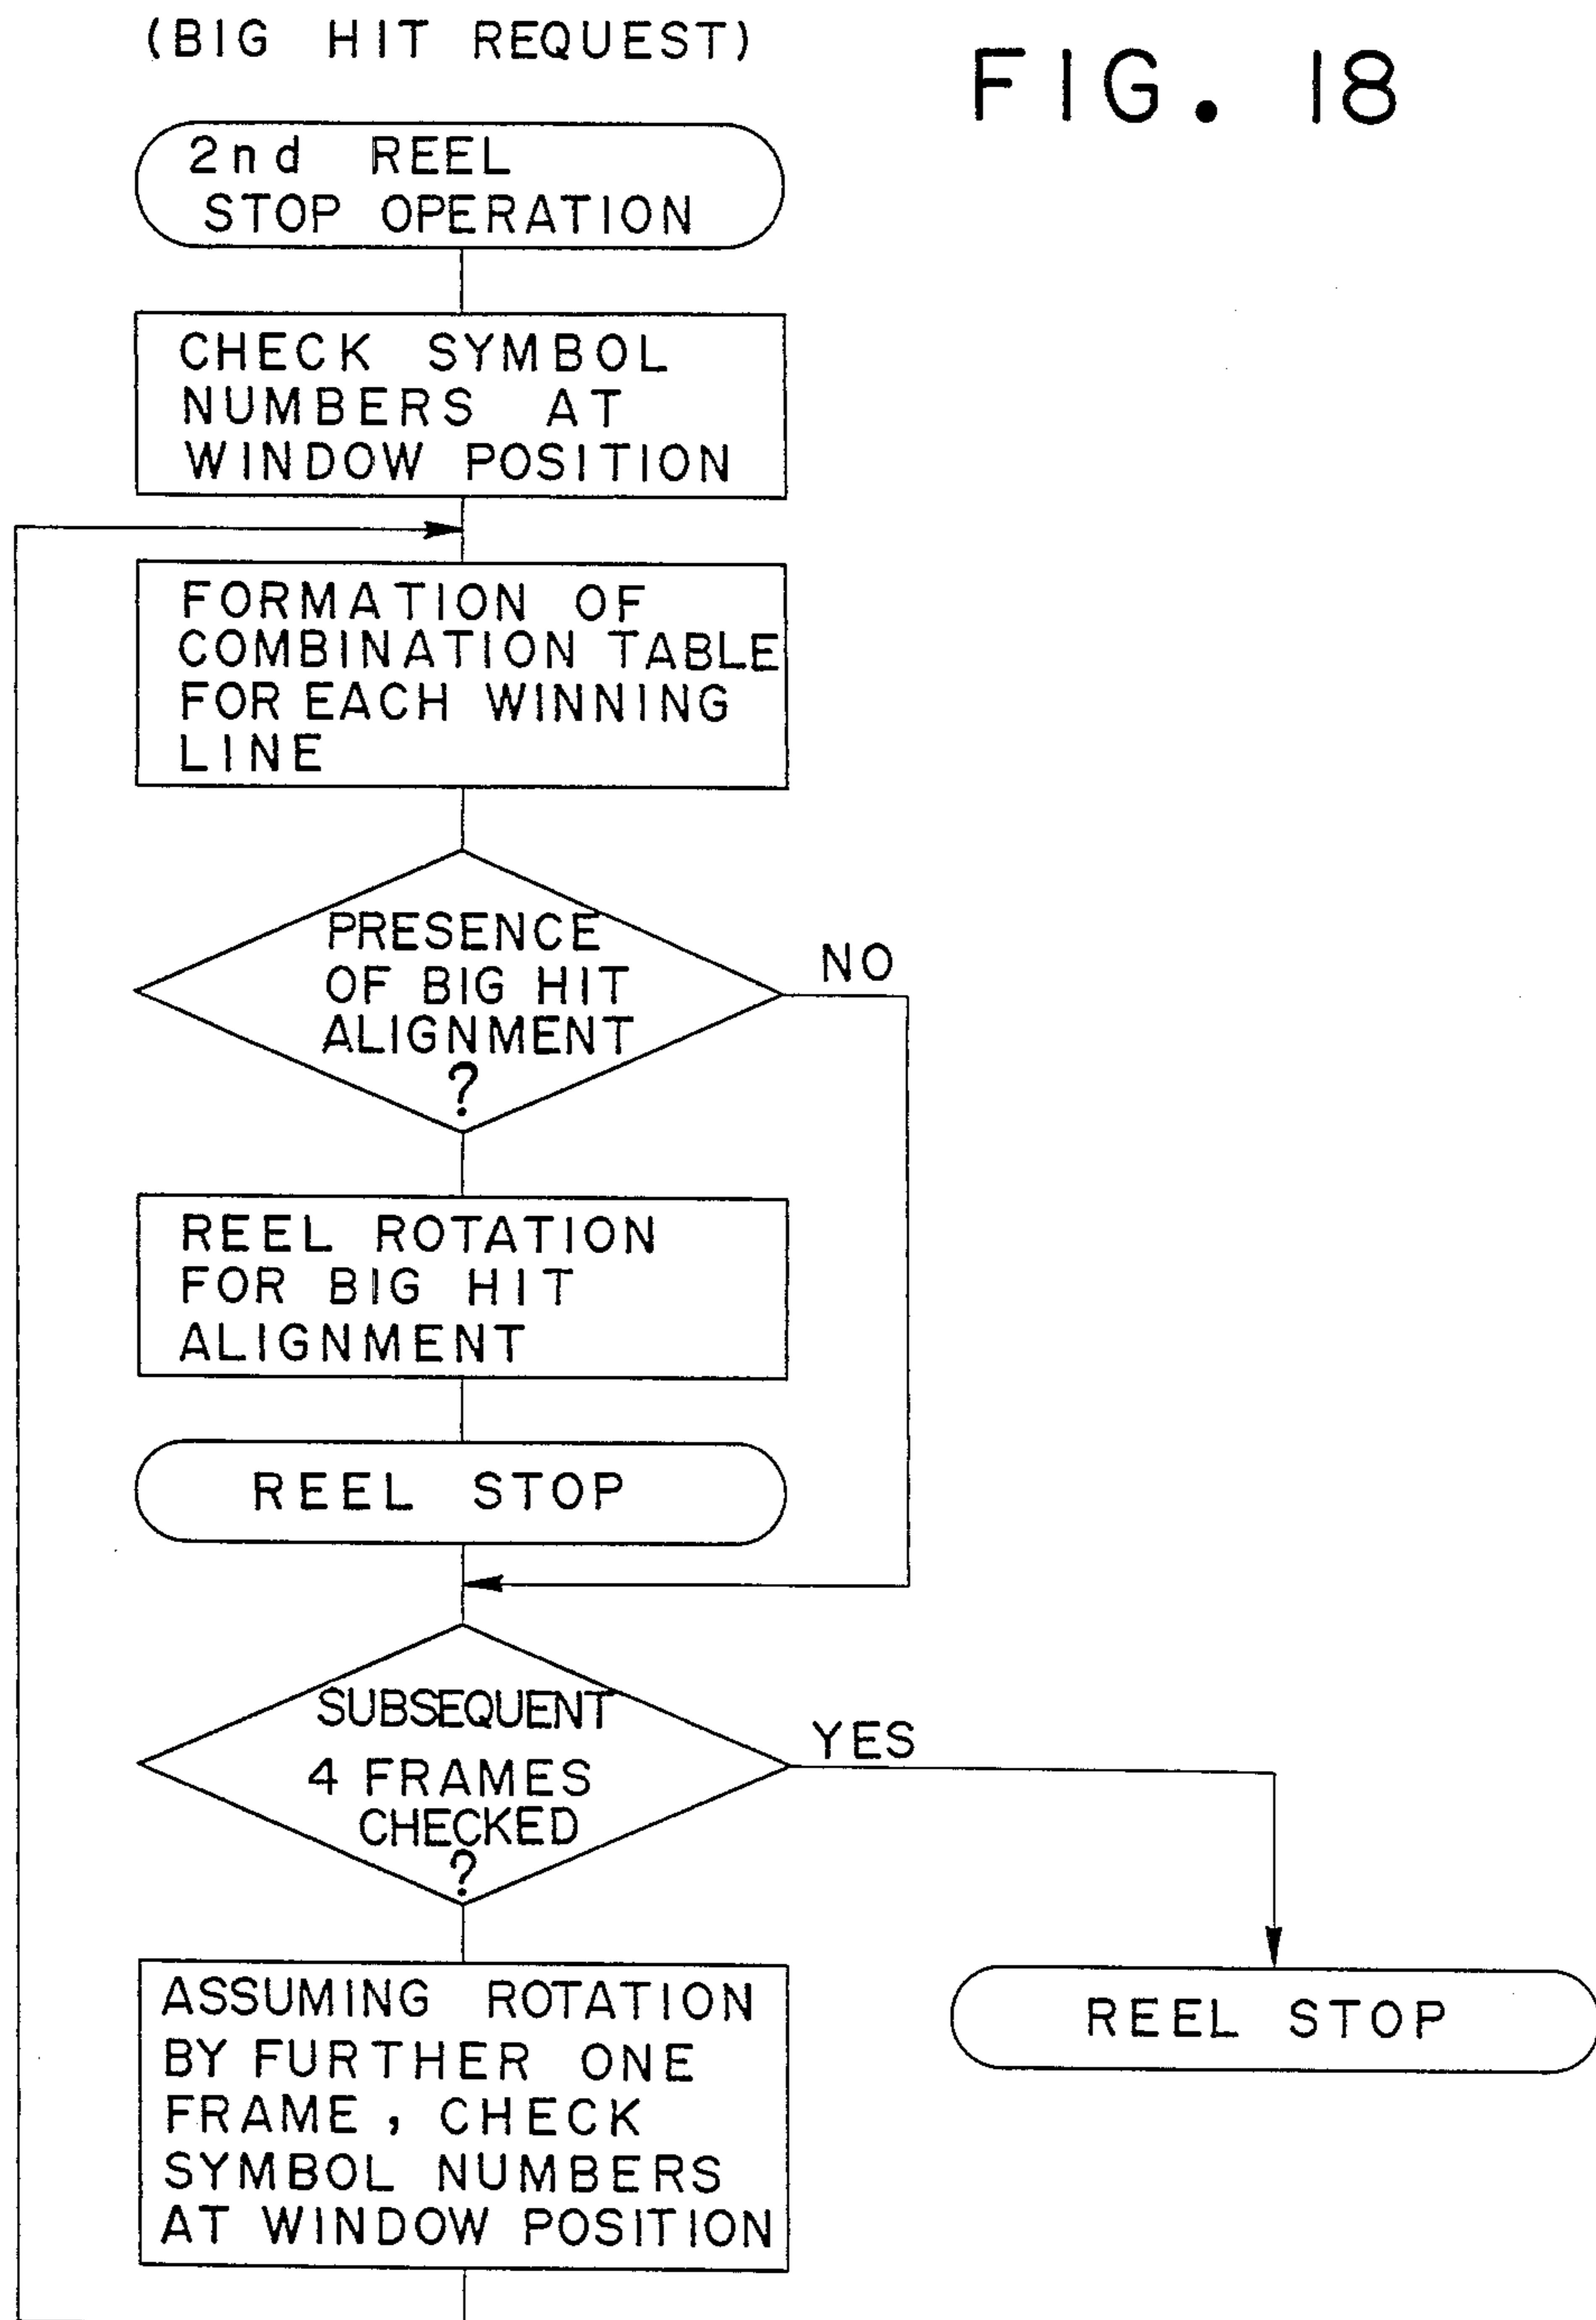 (BIG HIT REQUEST)
FIG. 18
2nd REEL
STOP OPERATION
CHECK SYMBOL
NUMBERS AT
WINDOW POSITION
FORMATION OF
COMBINATION TABLE
FOR EACH WINNING
LINE
PRESENCE
OF BIG HIT
ALIGNMENT
?
NO
REEL ROTATION
FOR BIG HIT
ALIGNMENT
REEL STOP
SUBSEQUENT
4 FRAMES
CHECKED
?
YES
ASSUMING ROTATION
BY FURTHER ONE
FRAME, CHECK
SYMBOL NUMBERS
AT WINDOW POSITION
REEL STOP